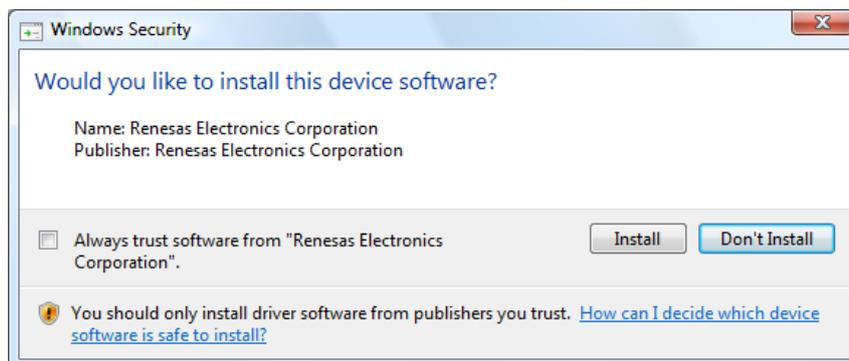 Windows Security
Would you like to install this device software?
Name: Renesas Electronics Corporation
Publisher: Renesas Electronics Corporation
Always trust software from "Renesas Electronics
Corporation".
Install
Don't Install
You should only install driver software from publishers you trust. How can I decide which device
software is safe to install?